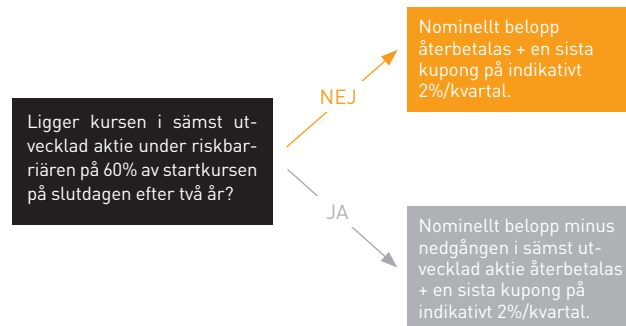 Ligger kursen i sämst ut-
vecklad aktie under riskbar-
riären på 60% av startkursen
på slutdagen efter två år?
NEJ
Nominellt belopp
återbetalas + en sista
kupong på indikativt
2%/kvartal.
JA
Nominellt belopp minus
nedgången i sämst ut-
vecklad aktie återbetalas
+ en sista kupong på
indikativt 2%/kvartal.